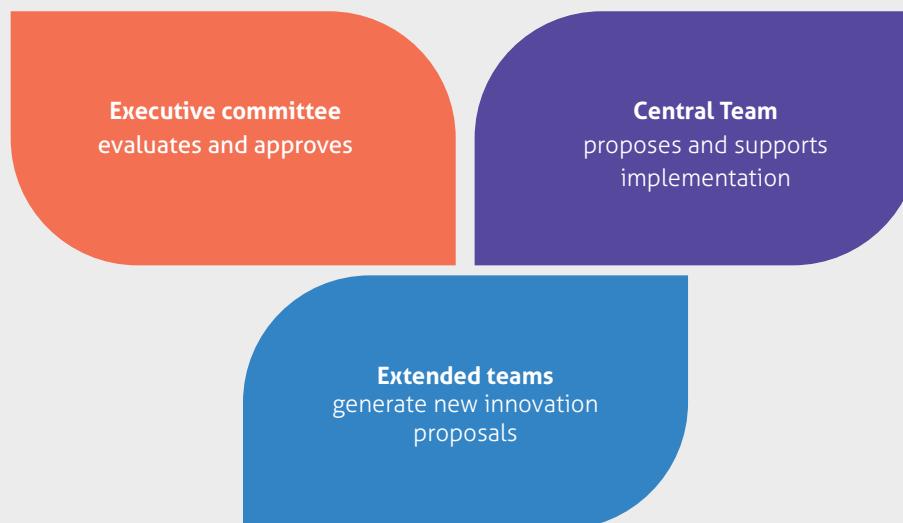 Executive committee
evaluates and approves
Central Team
proposes and supports
implementation
Extended teams
generate new innovation
proposals